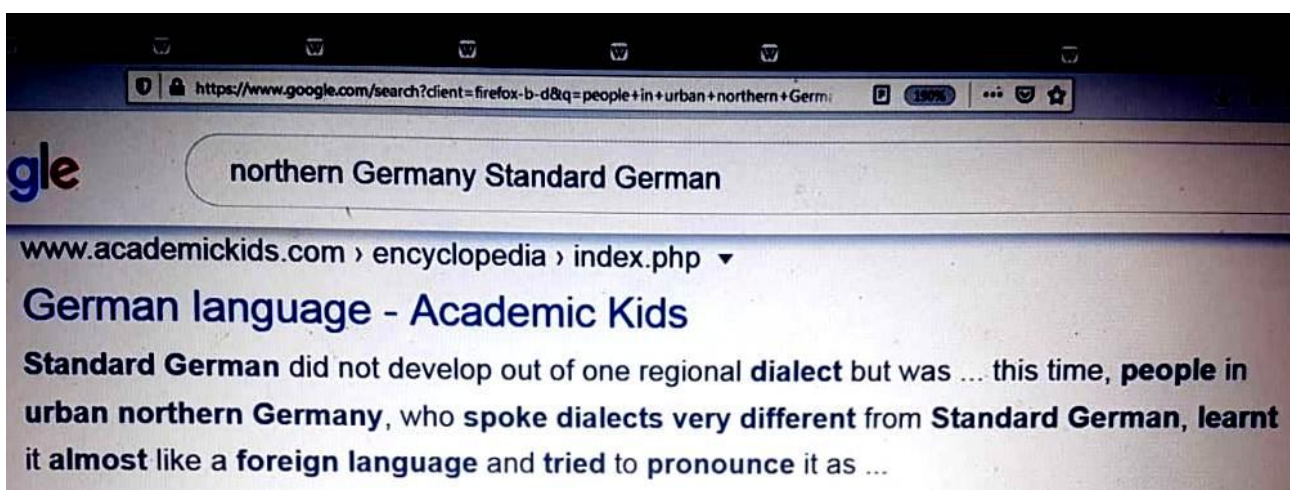 https://www.google.com/search?client=firefox-b-d&q=people+in+urban+northern+Germ
190%
gle
northern Germany Standard German
www.academickids.com › encyclopedia › index.php
German language - Academic Kids
Standard German did not develop out of one regional dialect but was ... this time, people in
urban northern Germany, who spoke dialects very different from Standard German, learnt
it almost like a foreign language and tried to pronounce it as ...